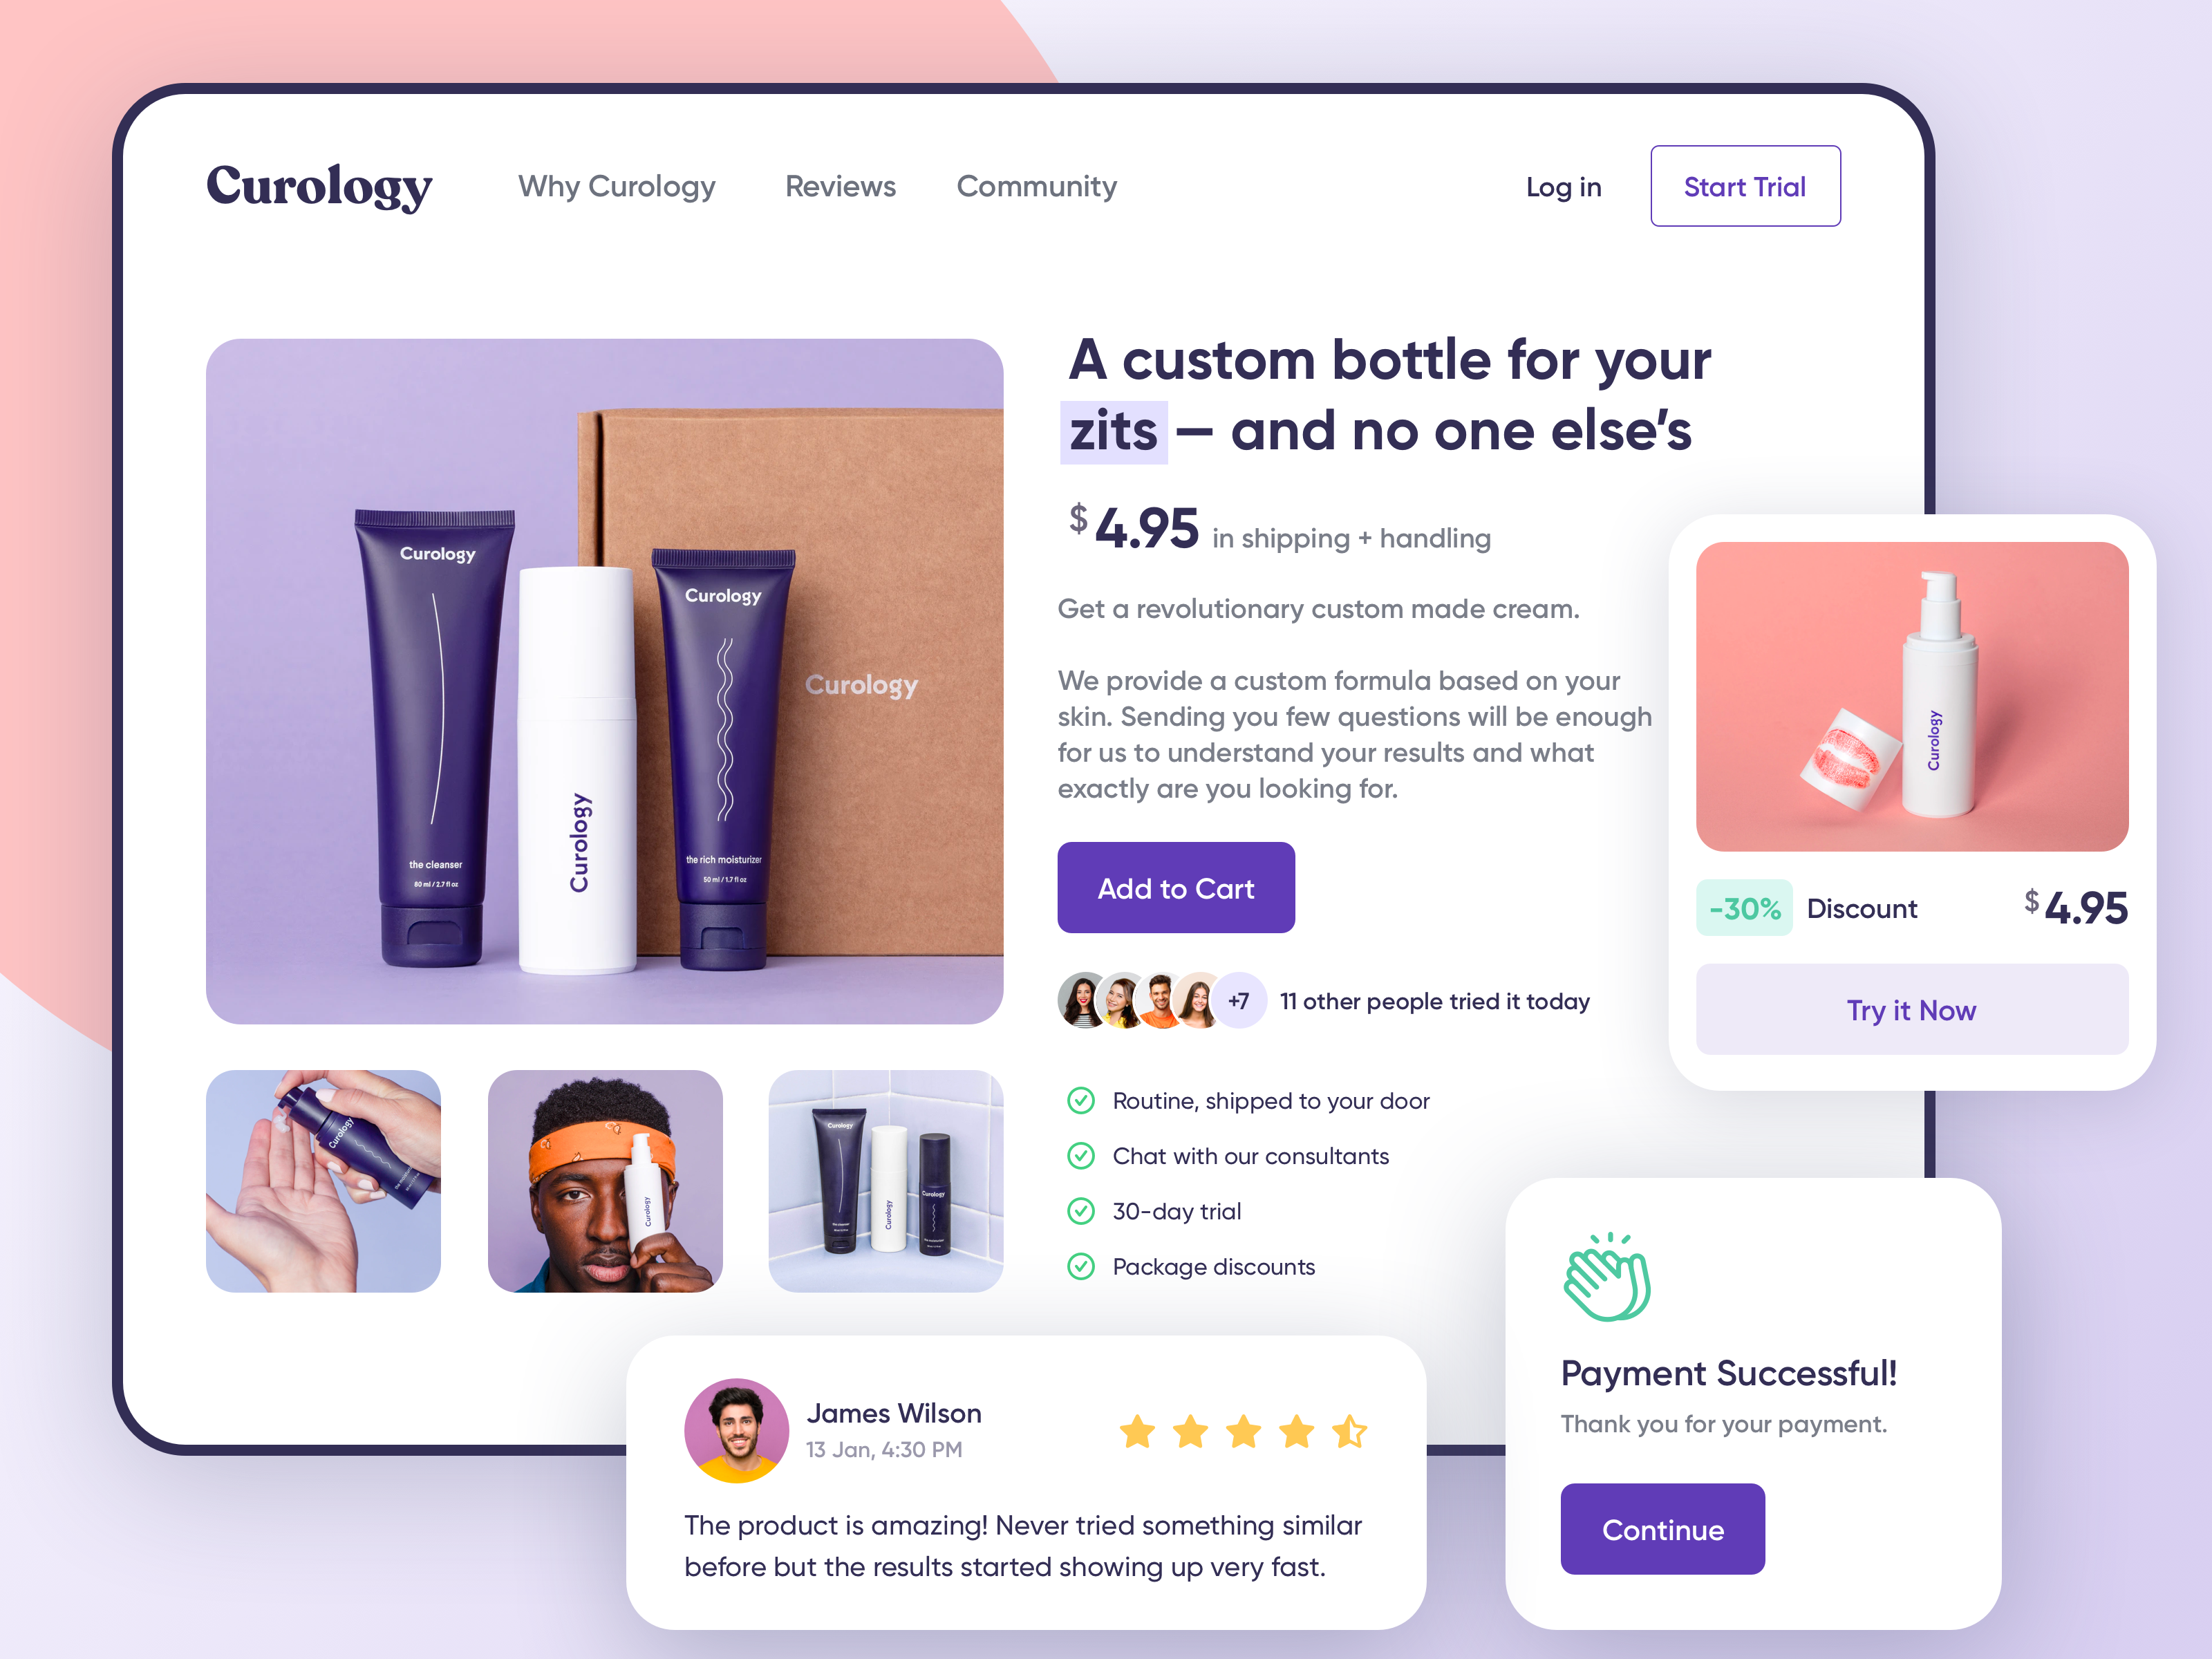 Curology
Why Curology
Reviews
Community
Log in
Start Trial
A custom bottle for your
zits — and no one else's
$4.95 in shipping + handling
Get a revolutionary custom made cream.
We provide a custom formula based on your
skin. Sending you few questions will be enough
for us to understand your results and what
exactly are you looking for.
Add to Cart
+7
11 other people tried it today
Routine, shipped to your door
Chat with our consultants
30-day trial
Package discounts
Curology
the cleanser
80 ml / 2.7 fl oz
Curology
Curology
the rich moisturizer
50 ml / 1.7 fl oz
Curology
Curology
Curology
Curology
the cleanser
Curology
Curology
Curology
-30%
Discount
$4.95
Try it Now
James Wilson
13 Jan, 4:30 PM
The product is amazing! Never tried something similar
before but the results started showing up very fast.
Payment Successful!
Thank you for your payment.
Continue